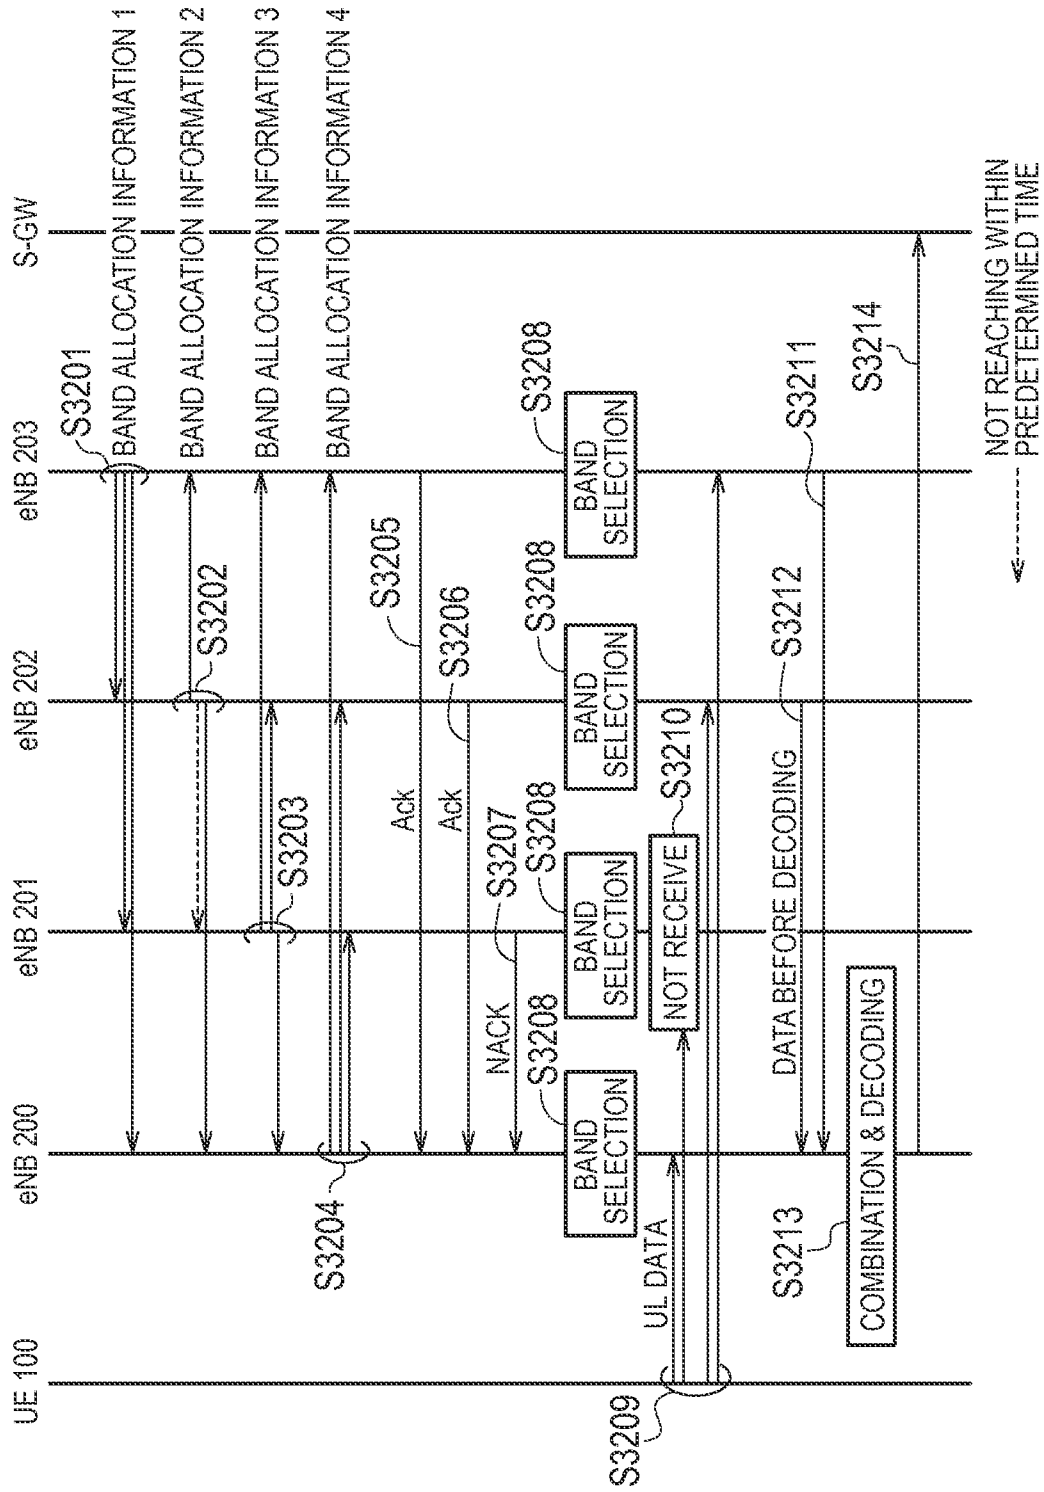 UE 100
eNB 200
eNB 201
eNB 202
eNB 203
S-GW
S3201
BAND ALLOCATION INFORMATION 1
S3202
BAND ALLOCATION INFORMATION 2
S3203
BAND ALLOCATION INFORMATION 3
S3204
BAND ALLOCATION INFORMATION 4
Ack
S3205
Ack
S3206
NACK
S3207
S3208
BAND
SELECTION
S3208
BAND
SELECTION
S3208
BAND
SELECTION
S3208
BAND
SELECTION
S3209
UL DATA
NOT RECEIVE
S3210
DATA BEFORE DECODING
S3212
S3211
S3213
COMBINATION & DECODING
S3214
NOT REACHING WITHIN
PREDETERMINED TIME